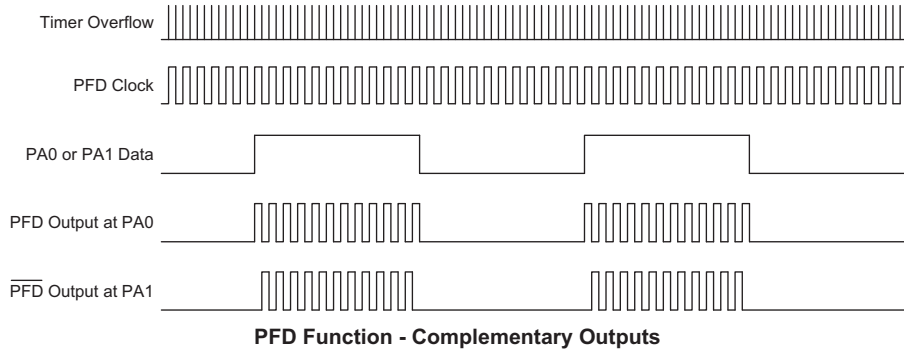 Timer Overflow
PFD Clock
PA0 or PA1 Data
PFD Output at PA0
PFD Output at PA1
PFD Function - Complementary Outputs